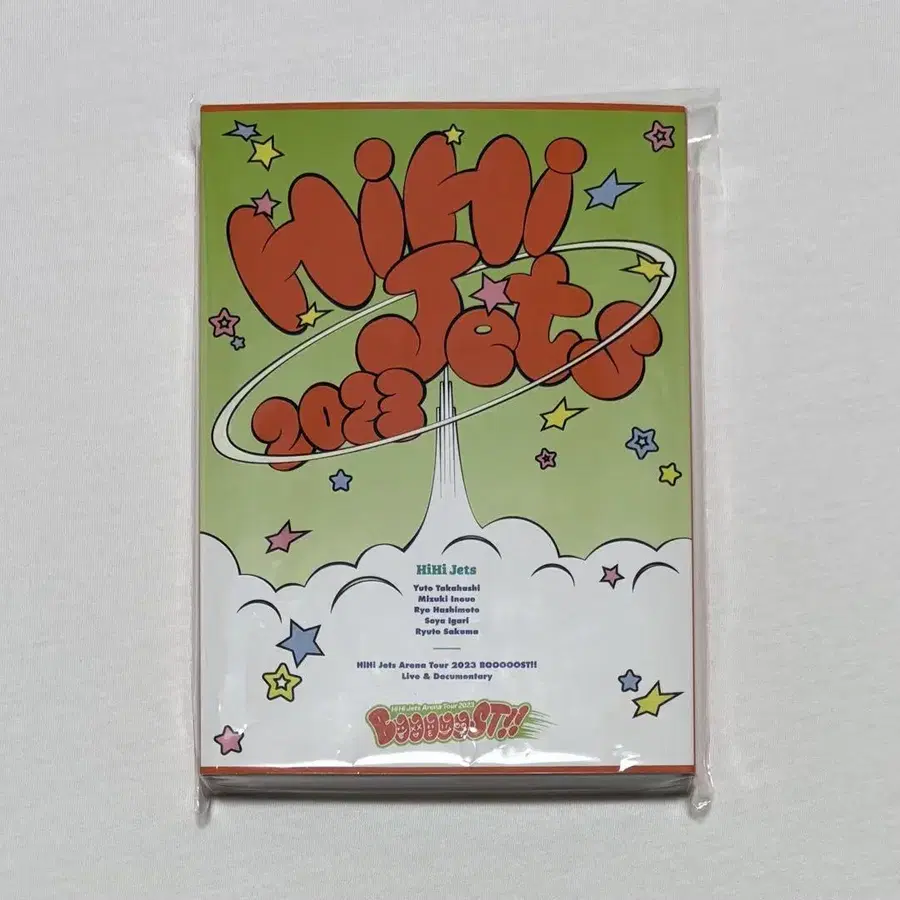 HiHi
Jets
2023
HiHi Jets
Yuto Takahashi
Mizuki Inoue
Ryo Hashimoto
Soya Igari
Ryuto Sakuma
HiHi Jets Arena Tour 2023 BOOOOOST!!
Live & Documentary
HiHi Jets Arena Tour 2023
BOOOOOST!!